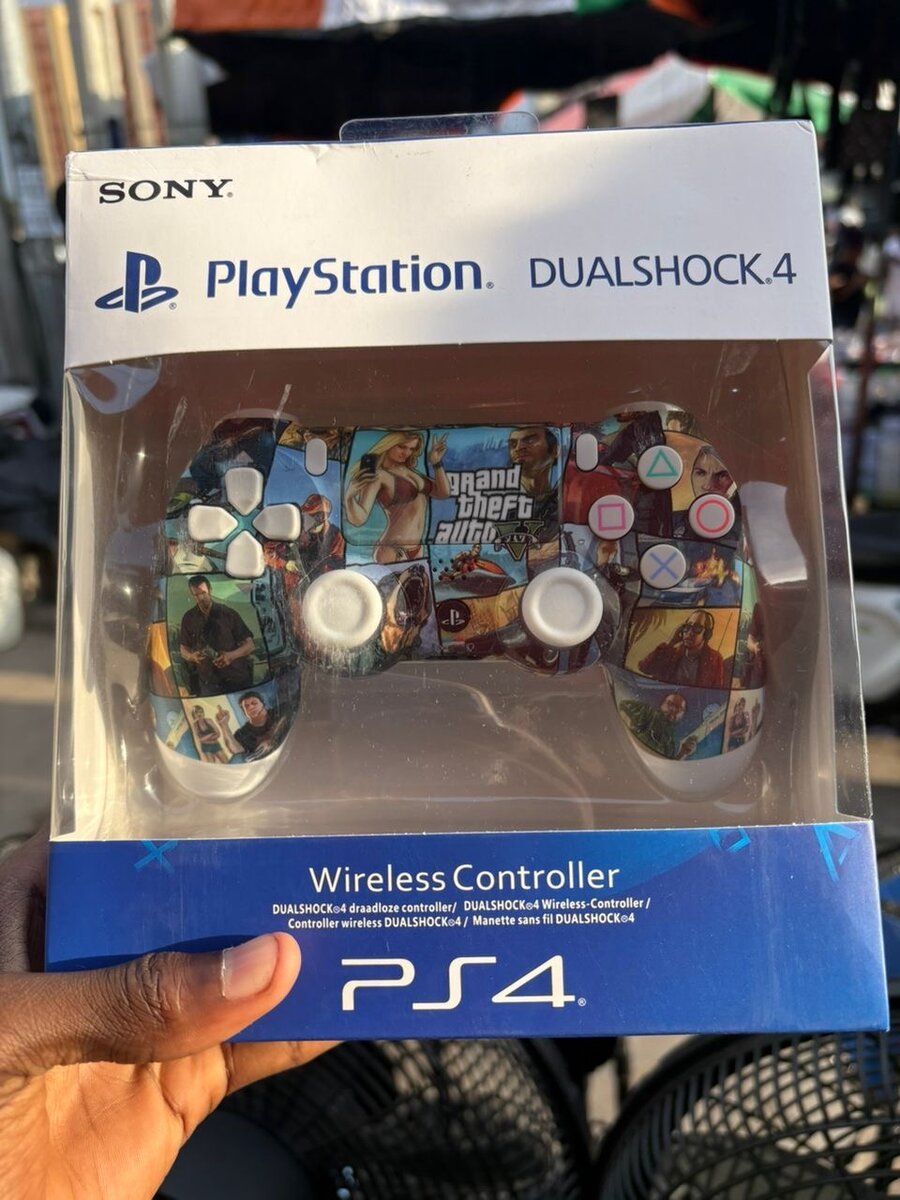 SONY®
PlayStation® DUALSHOCK®4
grand
theft
auto
V
Wireless Controller
DUALSHOCK®4 draadloze controller/ DUALSHOCK®4 Wireless-Controller /
Controller wireless DUALSHOCK®4 / Manette sans fil DUALSHOCK®4
PS4®